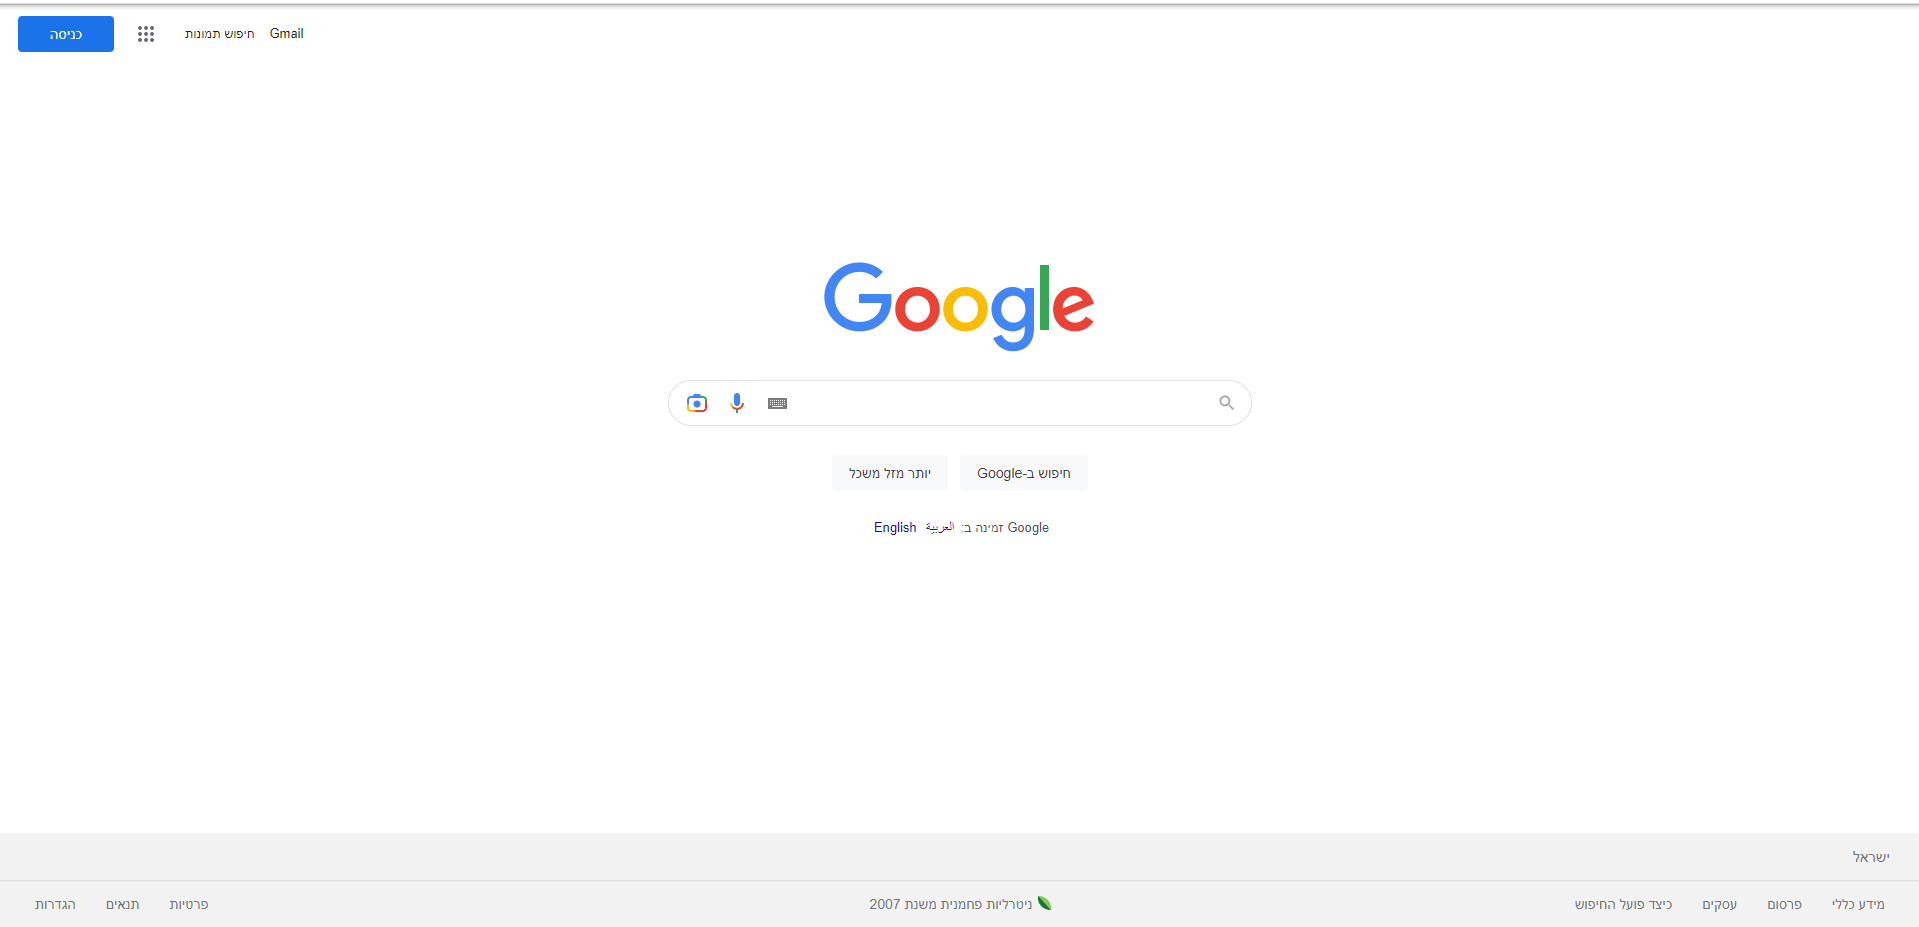 Gmail חיפוש תמונות כניסה
Google
חיפוש ב-Google יותר מזל משכל
Google זמינה ב: العربية English
ישראל
מידע כללי פרסום עסקים כיצד פועל החיפוש ניטרליות פחמנית משנת 2007 פרטיות תנאים הגדרות